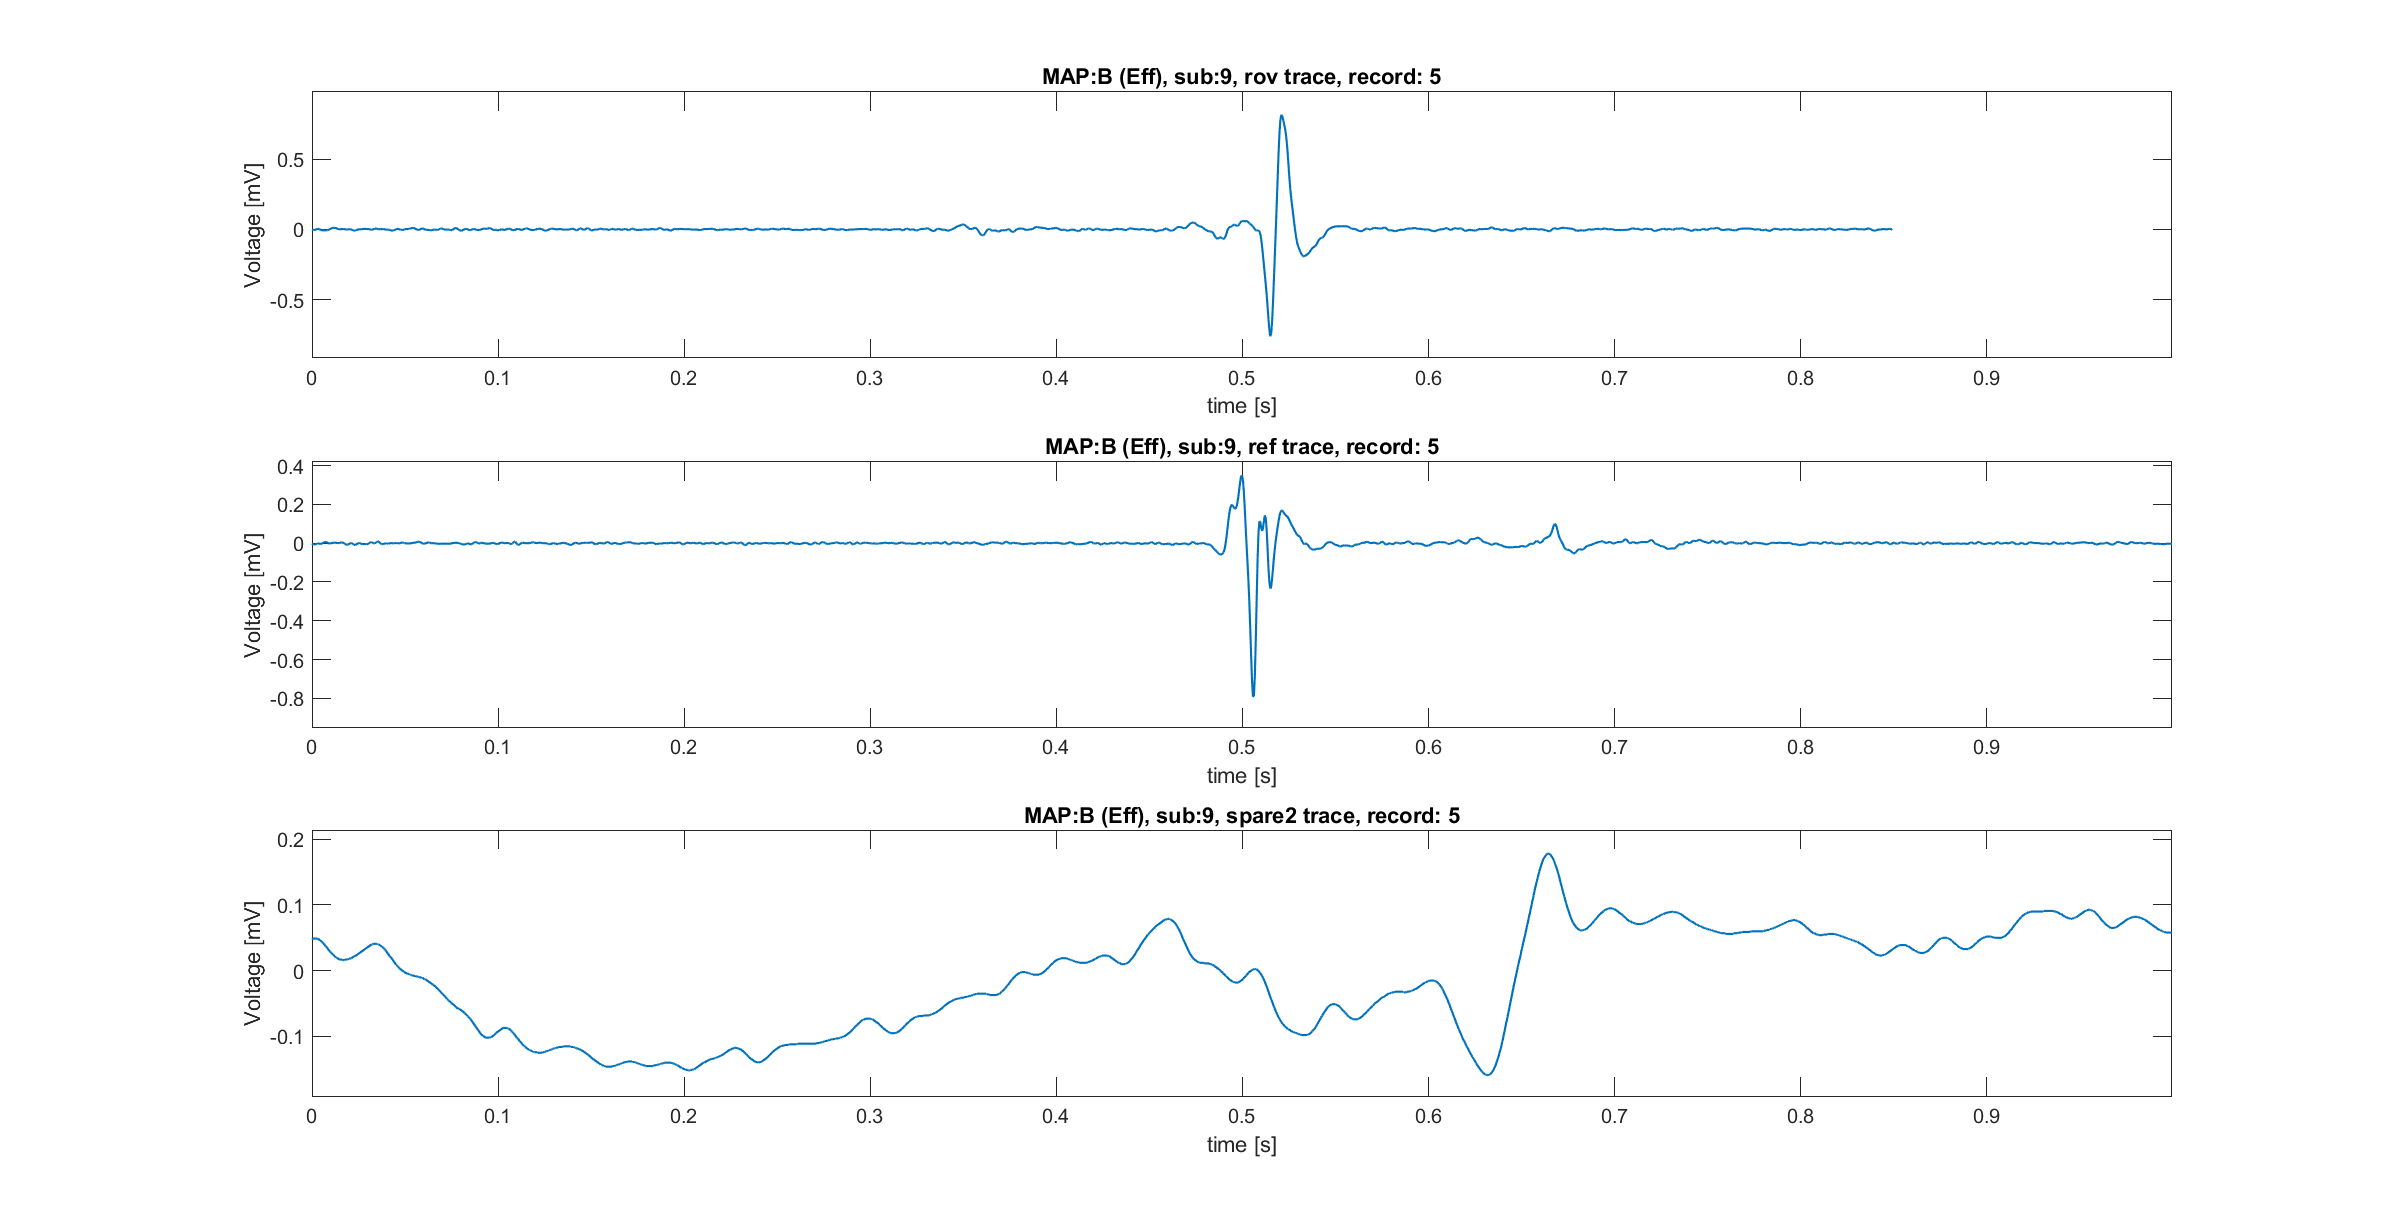 MAP:B (Eff), sub:9, rov trace, record: 5
Voltage [mV]
0.5
0
-0.5
0 0.1 0.2 0.3 0.4 0.5 0.6 0.7 0.8 0.9
time [s]
MAP:B (Eff), sub:9, ref trace, record: 5
Voltage [mV]
0.4
0.2
0
-0.2
-0.4
-0.6
-0.8
0 0.1 0.2 0.3 0.4 0.5 0.6 0.7 0.8 0.9
time [s]
MAP:B (Eff), sub:9, spare2 trace, record: 5
Voltage [mV]
0.2
0.1
0
-0.1
0 0.1 0.2 0.3 0.4 0.5 0.6 0.7 0.8 0.9
time [s]